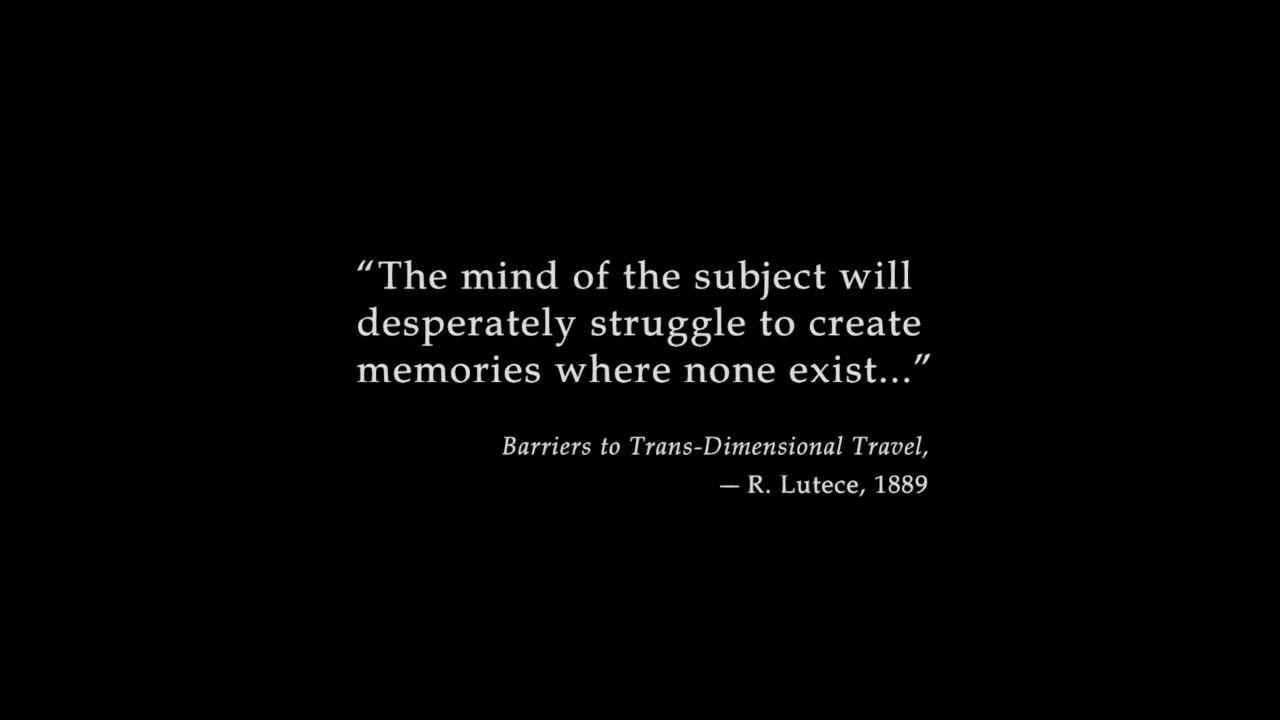 “The mind of the subject will
desperately struggle to create
memories where none exist...”
Barriers to Trans-Dimensional Travel,
— R. Lutece, 1889